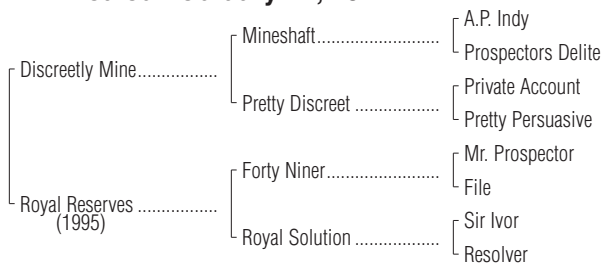 A.P. Indy
Mineshaft........................
Prospectors Delite
Discreetly Mine................
Private Account
Pretty Discreet .................
Pretty Persuasive
Mr. Prospector
Forty Niner......................
File
Royal Reserves ................
(1995)
Sir Ivor
Royal Solution .................
Resolver